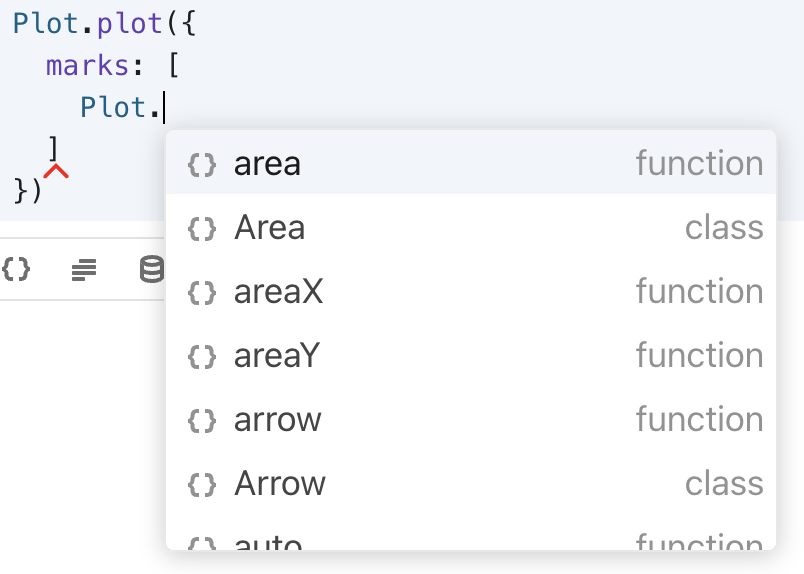 Plot.plot({
marks: [
Plot.
]
})
area function
Area class
areaX function
areaY function
arrow function
Arrow class
auto function